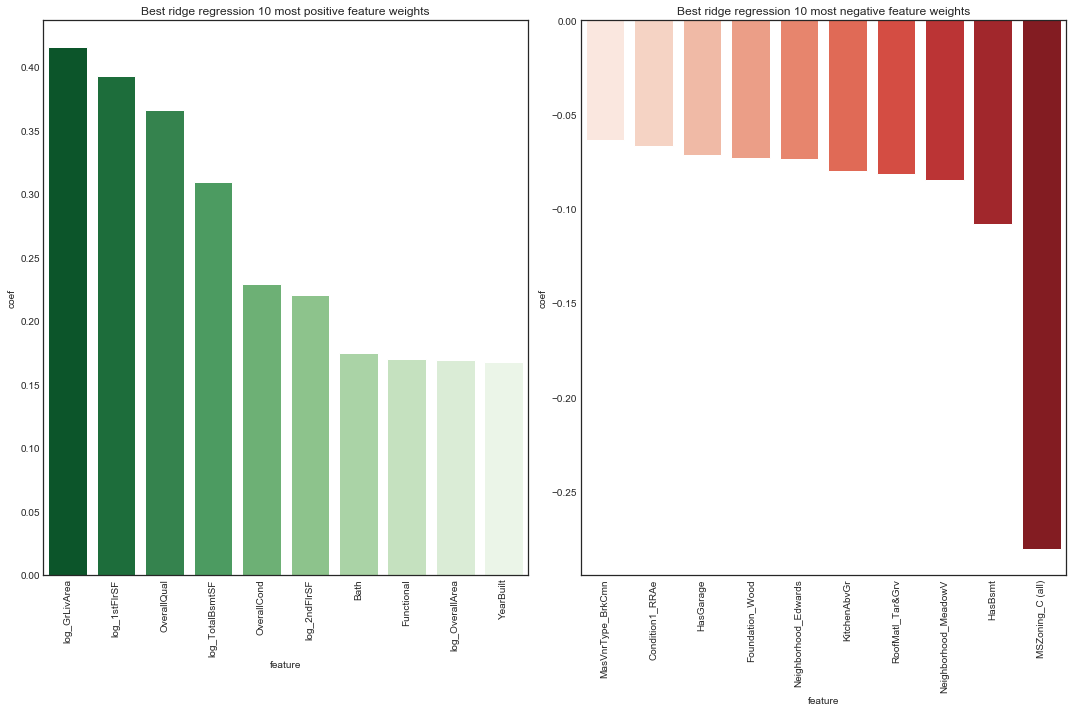 Best ridge regression 10 most positive feature weights
0.40
0.35
0.30
0.25
0.20
0.15
0.10
0.05
0.00
coef
log_GrLivArea
log_1stFlrSF
OverallQual
log_TotalBsmtSF
OverallCond
log_2ndFlrSF
Bath
Functional
log_OverallArea
YearBuilt
feature
Best ridge regression 10 most negative feature weights
0.00
−0.05
−0.10
−0.15
−0.20
−0.25
coef
MasVnrType_BrkCmn
Condition1_RRAe
HasGarage
Foundation_Wood
Neighborhood_Edwards
KitchenAbvGr
RoofMatl_Tar&Grv
Neighborhood_MeadowV
HasBsmt
MSZoning_C (all)
feature